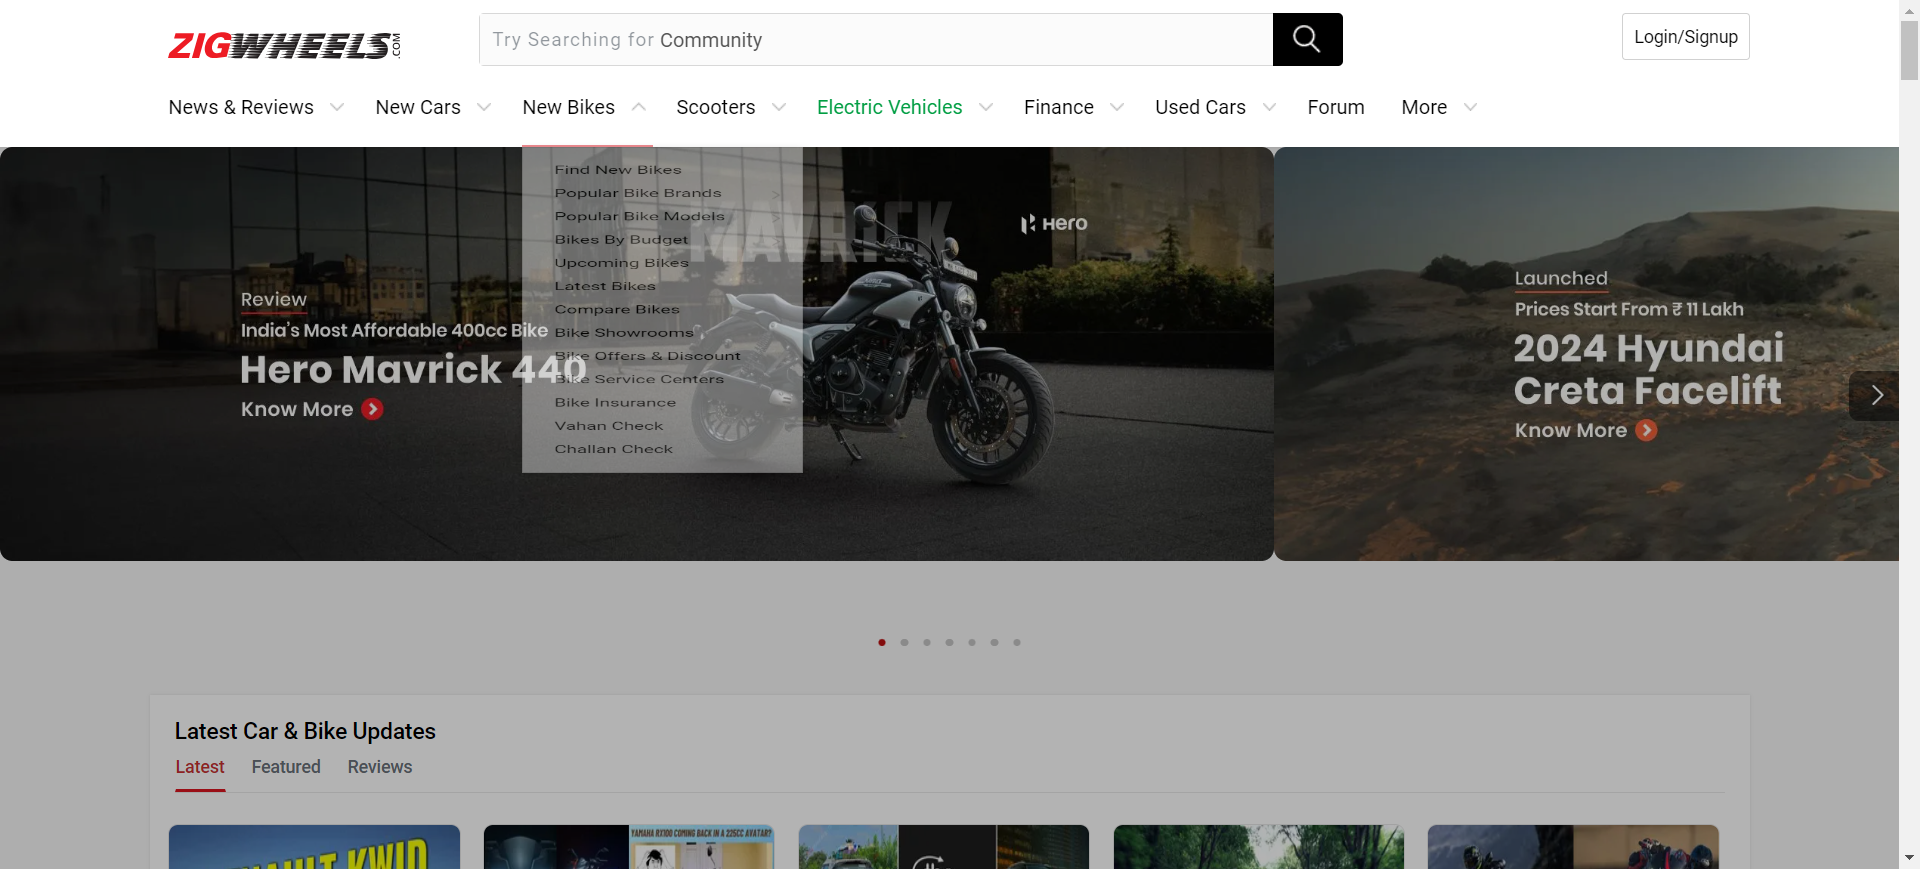 ZIGWHEELS.COM
Try Searching for Community
Login/Signup
News & Reviews
New Cars
New Bikes
Scooters
Electric Vehicles
Finance
Used Cars
Forum
More
Find New Bikes
Popular Bike Brands
Popular Bike Models
Bikes By Budget
Upcoming Bikes
Latest Bikes
Compare Bikes
Bike Showrooms
Bike Offers & Discount
Bike Service Centers
Bike Insurance
Vahan Check
Challan Check
MAVRICK
Hero
Review
India's Most Affordable 400cc Bike
Hero Mavrick 440
Know More
Launched
Prices Start From ₹ 11 Lakh
2024 Hyundai
Creta Facelift
Know More
Latest Car & Bike Updates
Latest
Featured
Reviews
KWID
YAMAHA RX100 COMING BACK IN A 225CC AVATAR?